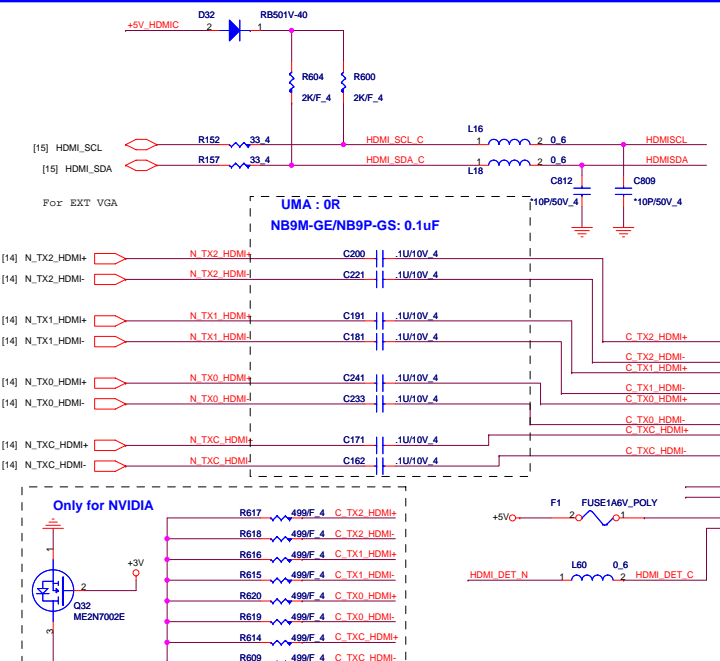 D32 RB501V-40
+5V_HDMIC 2 1
R604 R600
2K/F_4 2K/F_4
L16
[15] HDMI_SCL R152 33_4 HDMI_SCL_C 1 2 0_6 HDMISCL
[15] HDMI_SDA R157 33_4 HDMI_SDA_C 1 2 0_6 HDMISDA
L18
C812 C809
*10P/50V_4 *10P/50V_4
For EXT VGA
UMA : 0R
NB9M-GE/NB9P-GS: 0.1uF
[14] N_TX2_HDMI+ N_TX2_HDMI+ C200 .1U/10V_4
[14] N_TX2_HDMI- N_TX2_HDMI- C221 .1U/10V_4
[14] N_TX1_HDMI+ N_TX1_HDMI+ C191 .1U/10V_4
[14] N_TX1_HDMI- N_TX1_HDMI- C181 .1U/10V_4
C_TX2_HDMI+
C_TX2_HDMI-
C_TX1_HDMI+
[14] N_TX0_HDMI+ N_TX0_HDMI+ C241 .1U/10V_4
C_TX1_HDMI-
[14] N_TX0_HDMI- N_TX0_HDMI- C233 .1U/10V_4 C_TX0_HDMI+
C_TX0_HDMI-
C_TXC_HDMI+
[14] N_TXC_HDMI+ N_TXC_HDMI+ C171 .1U/10V_4
C_TXC_HDMI-
[14] N_TXC_HDMI- N_TXC_HDMI- C162 .1U/10V_4
Only for NVIDIA
F1 FUSE1A6V_POLY
+5V 2 1
R617 499/F_4 C_TX2_HDMI+
R618 499/F_4 C_TX2_HDMI-
1
R616 499/F_4 C_TX1_HDMI+
+3V
L60 0_6
HDMI_DET_N 1 2 HDMI_DET_C
R615 499/F_4 C_TX1_HDMI-
2
R620 499/F_4 C_TX0_HDMI+
Q32
ME2N7002E
R619 499/F_4 C_TX0_HDMI-
3
R614 499/F_4 C_TXC_HDMI+
R609 499/F_4 C_TXC_HDMI-